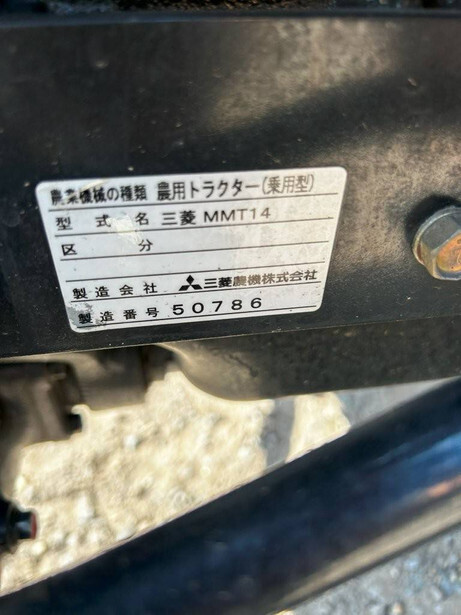 農業機械の種類 農用トラクター(乗用型)
型式名 三菱 MMT14
区分
製造会社 三菱農機株式会社
製造番号 50786